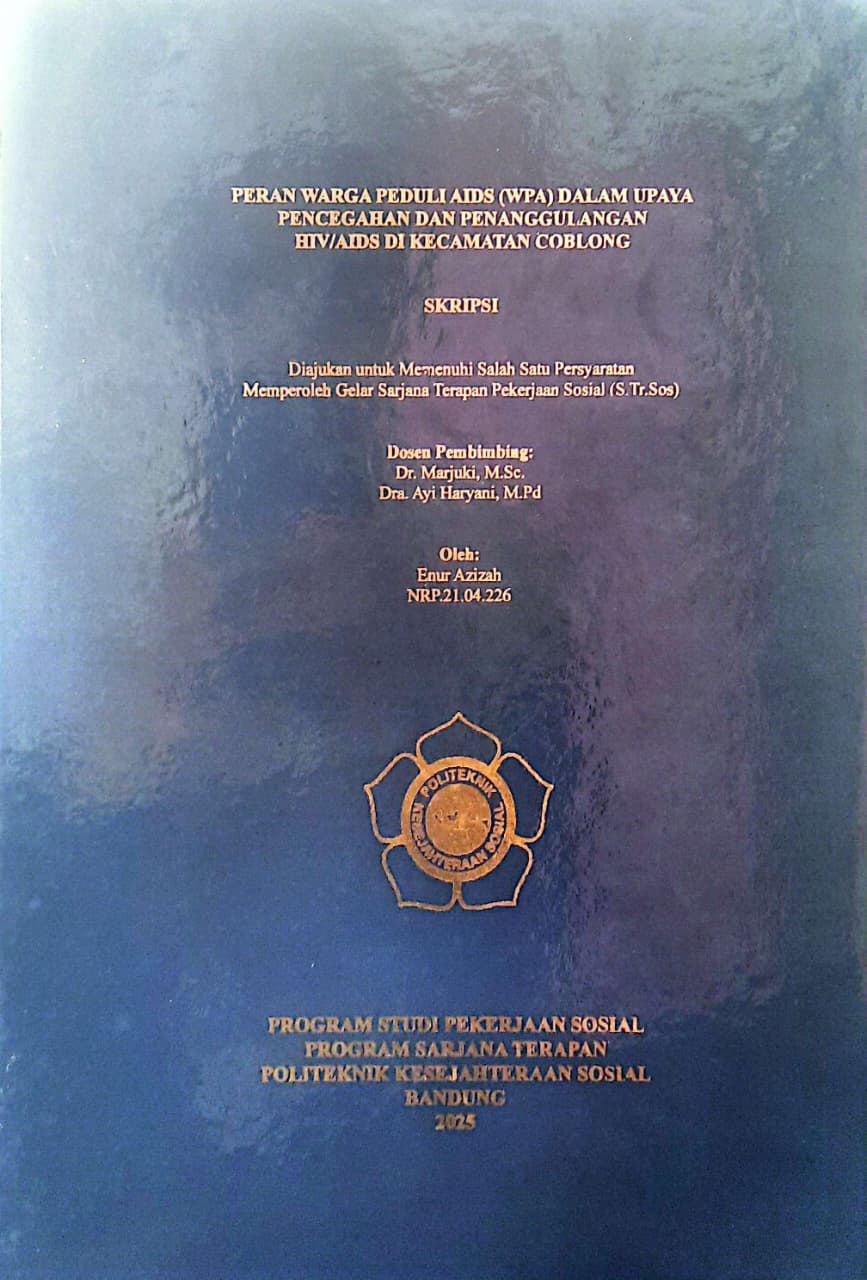 PERAN WARGA PEDULI AIDS (WPA) DALAM UPAYA
PENCEGAHAN DAN PENANGGULANGAN
HIV/AIDS DI KECAMATAN COBLONG
SKRIPSI
Diajukan untuk Memenuhi Salah Satu Persyaratan
Memperoleh Gelar Sarjana Terapan Pekerjaan Sosial (S.Tr.Sos)
Dosen Pembimbing:
Dr. Marjuki, M.Sc.
Dra. Ayi Haryani, M.Pd
Oleh:
Enur Azizah
NRP.21.04.226
POLITEKNIK
KESEJAHTERAAN SOSIAL
PROGRAM STUDI PEKERJAAN SOSIAL
PROGRAM SARJANA TERAPAN
POLITEKNIK KESEJAHTERAAN SOSIAL
BANDUNG
2025